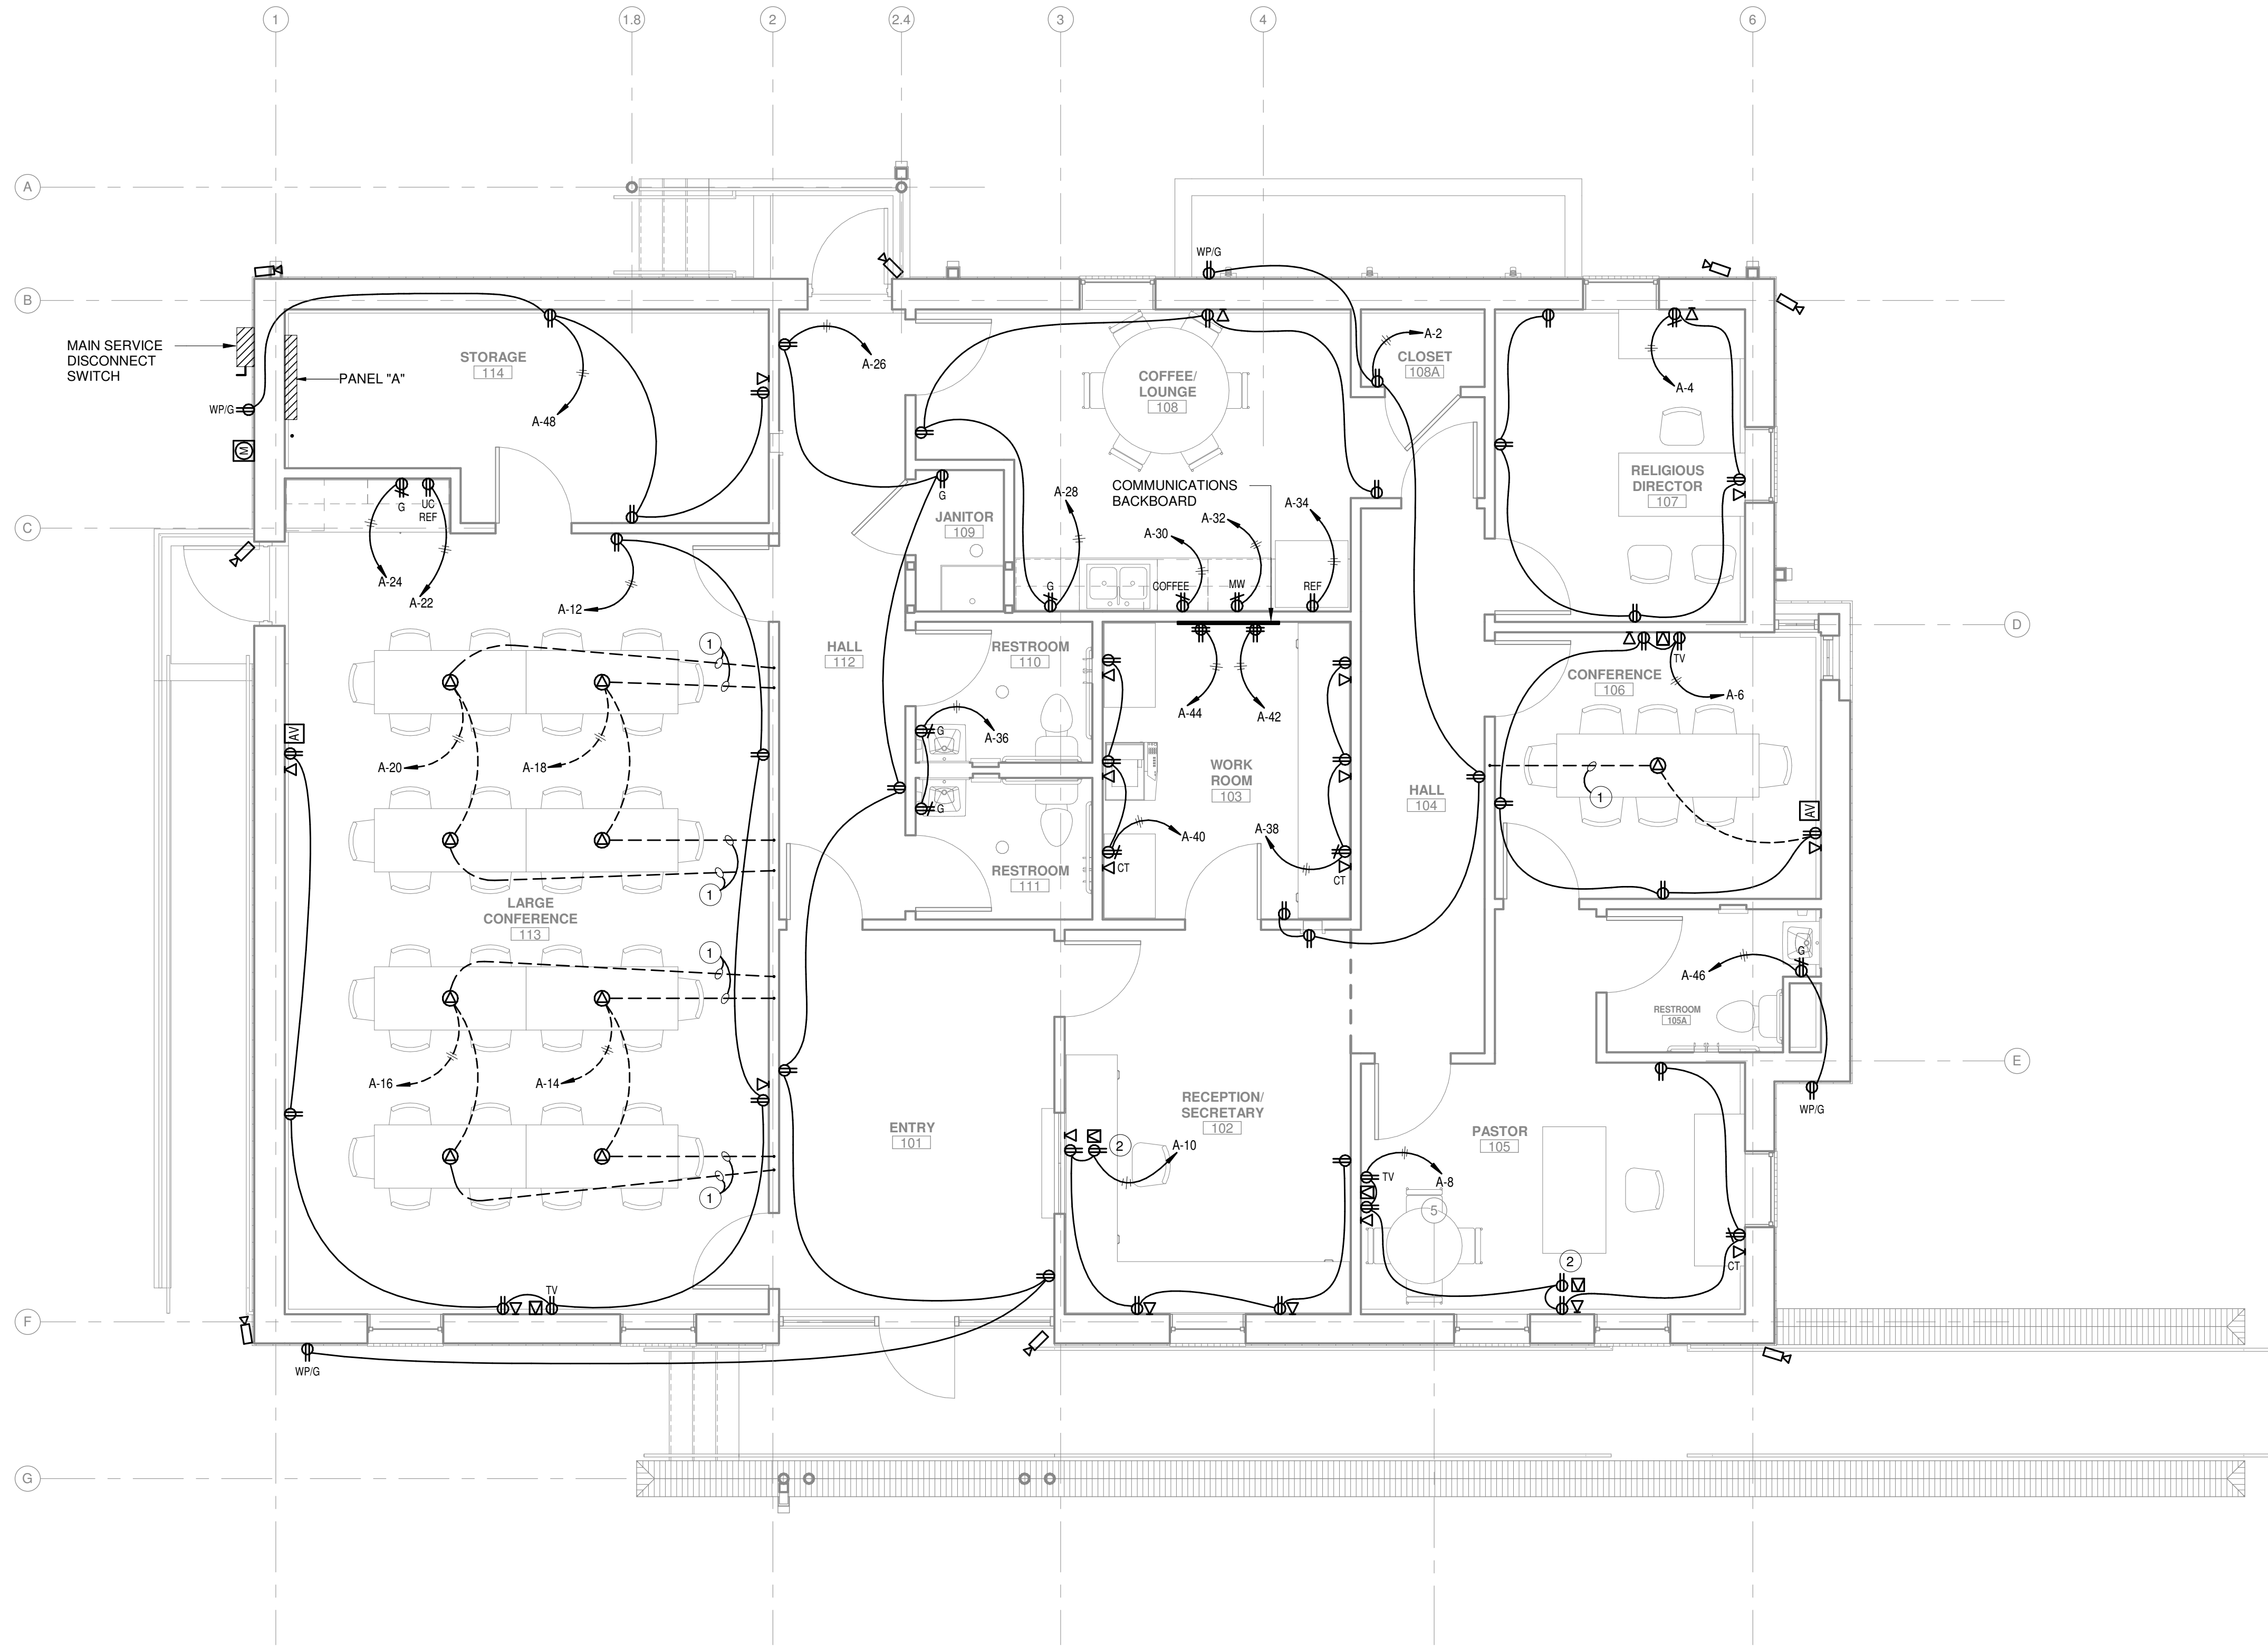 1
1.8
2
2.4
3
4
6
A
WP/G
B
MAIN SERVICE
DISCONNECT
SWITCH
PANEL "A"
STORAGE
114
A-48
WP/G
M
A-26
COFFEE/
LOUNGE
108
A-2
CLOSET
108A
A-4
RELIGIOUS
DIRECTOR
107
G
UC
REF
C
A-24
A-22
A-12
G
JANITOR
109
A-28
COMMUNICATIONS
BACKBOARD
A-30
A-32
A-34
G
COFFEE
MW
REF
D
1
HALL
112
RESTROOM
110
TV
CONFERENCE
106
A-6
A-44
A-42
AV
G
A-36
A-20
A-18
WORK
ROOM
103
HALL
104
1
AV
G
A-40
A-38
CT
CT
RESTROOM
111
1
LARGE
CONFERENCE
113
1
G
A-46
RESTROOM
105A
E
A-16
A-14
WP/G
ENTRY
101
RECEPTION/
SECRETARY
102
2
A-10
PASTOR
105
TV
A-8
1
5
2
CT
TV
F
WP/G
G